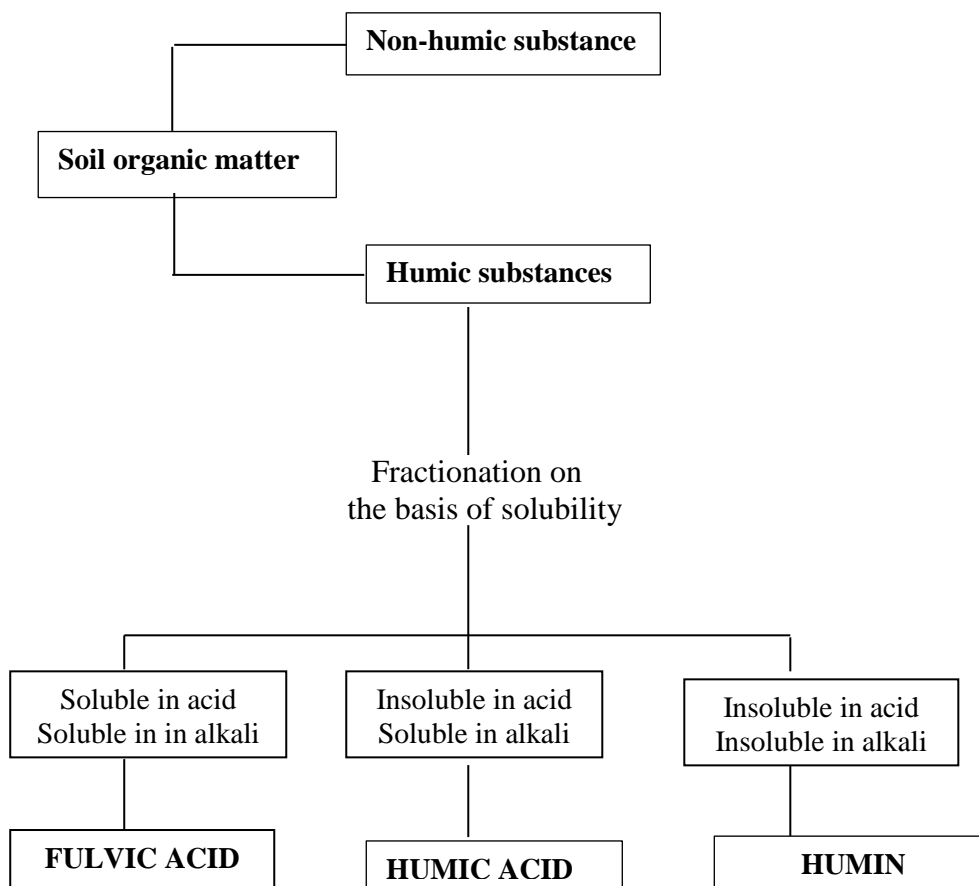 Non-humic substance
Soil organic matter
Humic substances
Fractionation on
the basis of solubility
Soluble in acid
Soluble in in alkali
Insoluble in acid
Soluble in alkali
Insoluble in acid
Insoluble in alkali
FULVIC ACID
HUMIC ACID
HUMIN